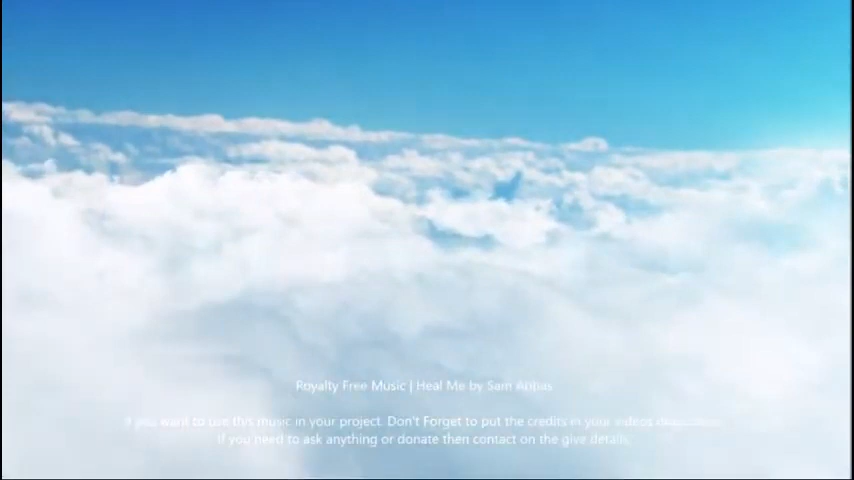 Royalty Free Music | Heal Me by Sam Abbas
If you want to use this music in your project. Don't Forget to put the credits in your videos description.
If you need to ask anything or donate then contact on the give details.